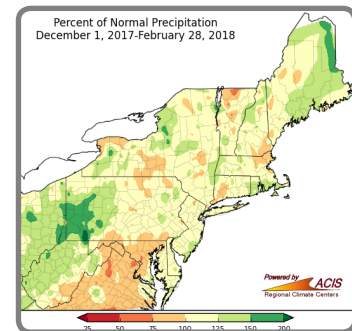 Percent of Normal Precipitation
December 1, 2017-February 28, 2018
Powered by
ACIS
Regional Climate Centers
25 50 75 100 125 150 200